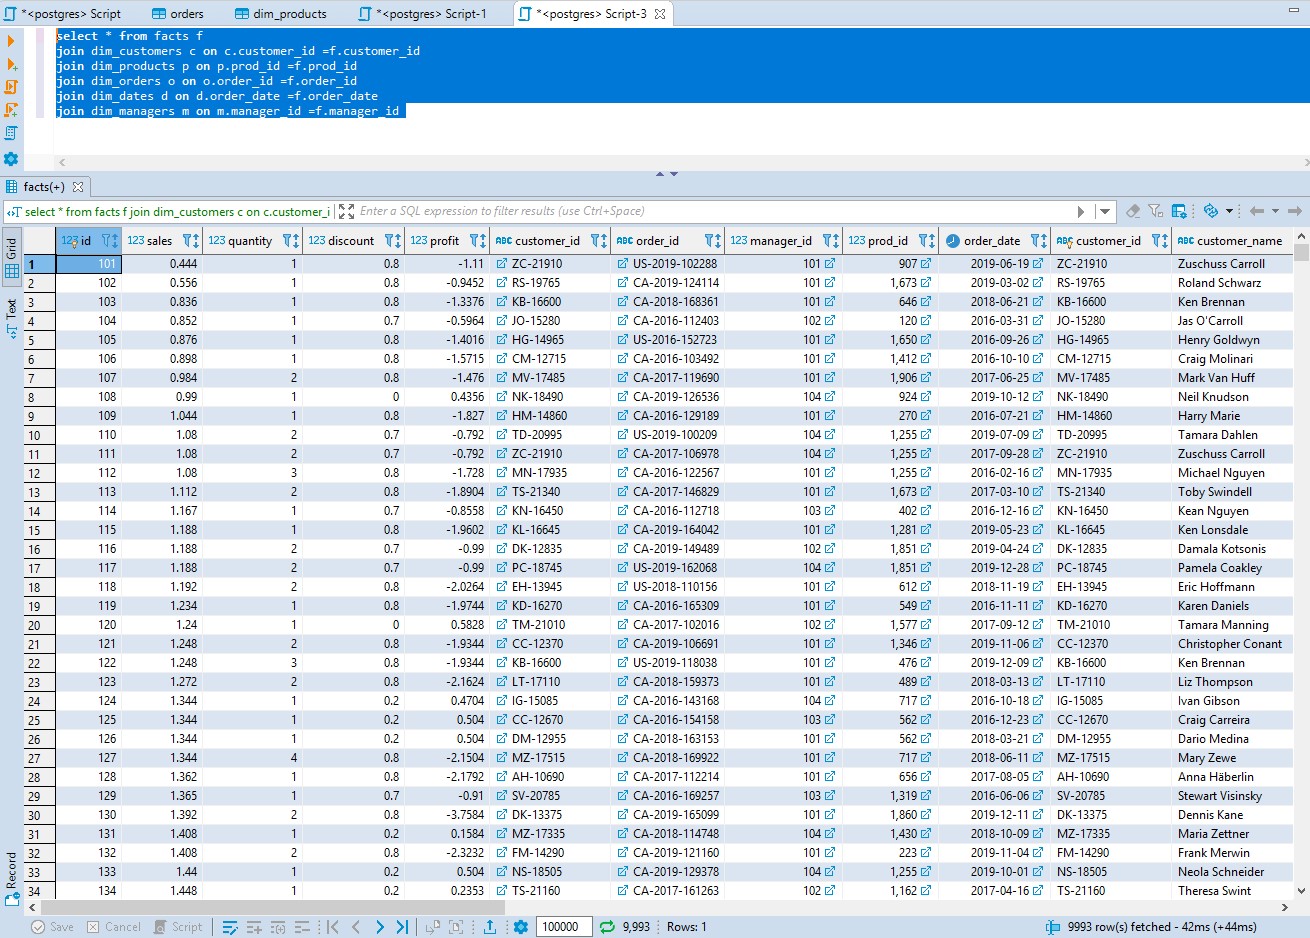 *<postgres> Script orders dim_products *<postgres> Script-1 *<postgres> Script-3
select * from facts f
join dim_customers c on c.customer_id =f.customer_id
join dim_products p on p.prod_id =f.prod_id
join dim_orders o on o.order_id =f.order_id
join dim_dates d on d.order_date =f.order_date
join dim_managers m on m.manager_id =f.manager_id
facts(+)
select * from facts f join dim_customers c on c.customer_i Enter a SQL expression to filter results (use Ctrl+Space)
Grid
Text
Record
123 id 123 sales 123 quantity 123 discount 123 profit ABC customer_id ABC order_id 123 manager_id 123 prod_id order_date ABC customer_id ABC customer_name
1 101 0.444 1 0.8 -1.11 ZC-21910 US-2019-102288 101 907 2019-06-19 ZC-21910 Zuschuss Carroll
2 102 0.556 1 0.8 -0.9452 RS-19765 CA-2019-124114 101 1,673 2019-03-02 RS-19765 Roland Schwarz
3 103 0.836 1 0.8 -1.3376 KB-16600 CA-2018-168361 101 646 2018-06-21 KB-16600 Ken Brennan
4 104 0.852 1 0.7 -0.5964 JO-15280 CA-2016-112403 102 120 2016-03-31 JO-15280 Jas O'Carroll
5 105 0.876 1 0.8 -1.4016 HG-14965 US-2016-152723 101 1,650 2016-09-26 HG-14965 Henry Goldwyn
6 106 0.898 1 0.8 -1.5715 CM-12715 CA-2016-103492 101 1,412 2016-10-10 CM-12715 Craig Molinari
7 107 0.984 2 0.8 -1.476 MV-17485 CA-2017-119690 101 1,906 2017-06-25 MV-17485 Mark Van Huff
8 108 0.99 1 0 0.4356 NK-18490 CA-2019-126536 104 924 2019-10-12 NK-18490 Neil Knudson
9 109 1.044 1 0.8 -1.827 HM-14860 CA-2016-129189 101 270 2016-07-21 HM-14860 Harry Marie
10 110 1.08 2 0.7 -0.792 TD-20995 US-2019-100209 104 1,255 2019-07-09 TD-20995 Tamara Dahlen
11 111 1.08 2 0.7 -0.792 ZC-21910 CA-2017-106978 104 1,255 2017-09-28 ZC-21910 Zuschuss Carroll
12 112 1.08 3 0.8 -1.728 MN-17935 CA-2016-122567 101 1,255 2016-02-16 MN-17935 Michael Nguyen
13 113 1.112 2 0.8 -1.8904 TS-21340 CA-2017-146829 101 1,673 2017-03-10 TS-21340 Toby Swindell
14 114 1.167 1 0.7 -0.8558 KN-16450 CA-2016-112718 103 402 2016-12-16 KN-16450 Kean Nguyen
15 115 1.188 1 0.8 -1.9602 KL-16645 CA-2019-164042 101 1,281 2019-05-23 KL-16645 Ken Lonsdale
16 116 1.188 2 0.7 -0.99 DK-12835 CA-2019-149489 102 1,851 2019-04-24 DK-12835 Damala Kotsonis
17 117 1.188 2 0.7 -0.99 PC-18745 US-2019-162068 104 1,851 2019-12-28 PC-18745 Pamela Coakley
18 118 1.192 2 0.8 -2.0264 EH-13945 US-2018-110156 101 612 2018-11-19 EH-13945 Eric Hoffmann
19 119 1.234 1 0.8 -1.9744 KD-16270 CA-2016-165309 101 549 2016-11-11 KD-16270 Karen Daniels
20 120 1.24 1 0 0.5828 TM-21010 CA-2017-102016 102 1,577 2017-09-12 TM-21010 Tamara Manning
21 121 1.248 2 0.8 -1.9344 CC-12370 CA-2019-106691 101 1,346 2019-11-06 CC-12370 Christopher Conant
22 122 1.248 3 0.8 -1.9344 KB-16600 US-2019-118038 101 476 2019-12-09 KB-16600 Ken Brennan
23 123 1.272 2 0.8 -2.1624 LT-17110 CA-2018-159373 101 489 2018-03-13 LT-17110 Liz Thompson
24 124 1.344 1 0.2 0.4704 IG-15085 CA-2016-143168 104 717 2016-10-18 IG-15085 Ivan Gibson
25 125 1.344 1 0.2 0.504 CC-12670 CA-2016-154158 103 562 2016-12-23 CC-12670 Craig Carreira
26 126 1.344 1 0.2 0.504 DM-12955 CA-2018-163153 101 562 2018-03-21 DM-12955 Dario Medina
27 127 1.344 4 0.8 -2.1504 MZ-17515 CA-2018-169922 101 717 2018-06-11 MZ-17515 Mary Zewe
28 128 1.362 1 0.8 -2.1792 AH-10690 CA-2017-112214 101 656 2017-08-05 AH-10690 Anna Häberlin
29 129 1.365 1 0.7 -0.91 SV-20785 CA-2016-169257 103 1,319 2016-06-06 SV-20785 Stewart Visinsky
30 130 1.392 2 0.8 -3.7584 DK-13375 CA-2019-165099 101 1,860 2019-12-11 DK-13375 Dennis Kane
31 131 1.408 1 0.2 0.1584 MZ-17335 CA-2018-114748 104 1,430 2018-10-09 MZ-17335 Maria Zettner
32 132 1.408 2 0.8 -2.3232 FM-14290 CA-2019-121160 101 223 2019-11-04 FM-14290 Frank Merwin
33 133 1.44 1 0.2 0.504 NS-18505 CA-2019-129378 104 1,255 2019-10-01 NS-18505 Neola Schneider
34 134 1.448 1 0.2 0.2353 TS-21160 CA-2017-161263 102 1,162 2017-04-16 TS-21160 Theresa Swint
Save Cancel Script 100000 9,993 Rows: 1 9993 row(s) fetched - 42ms (+44ms)